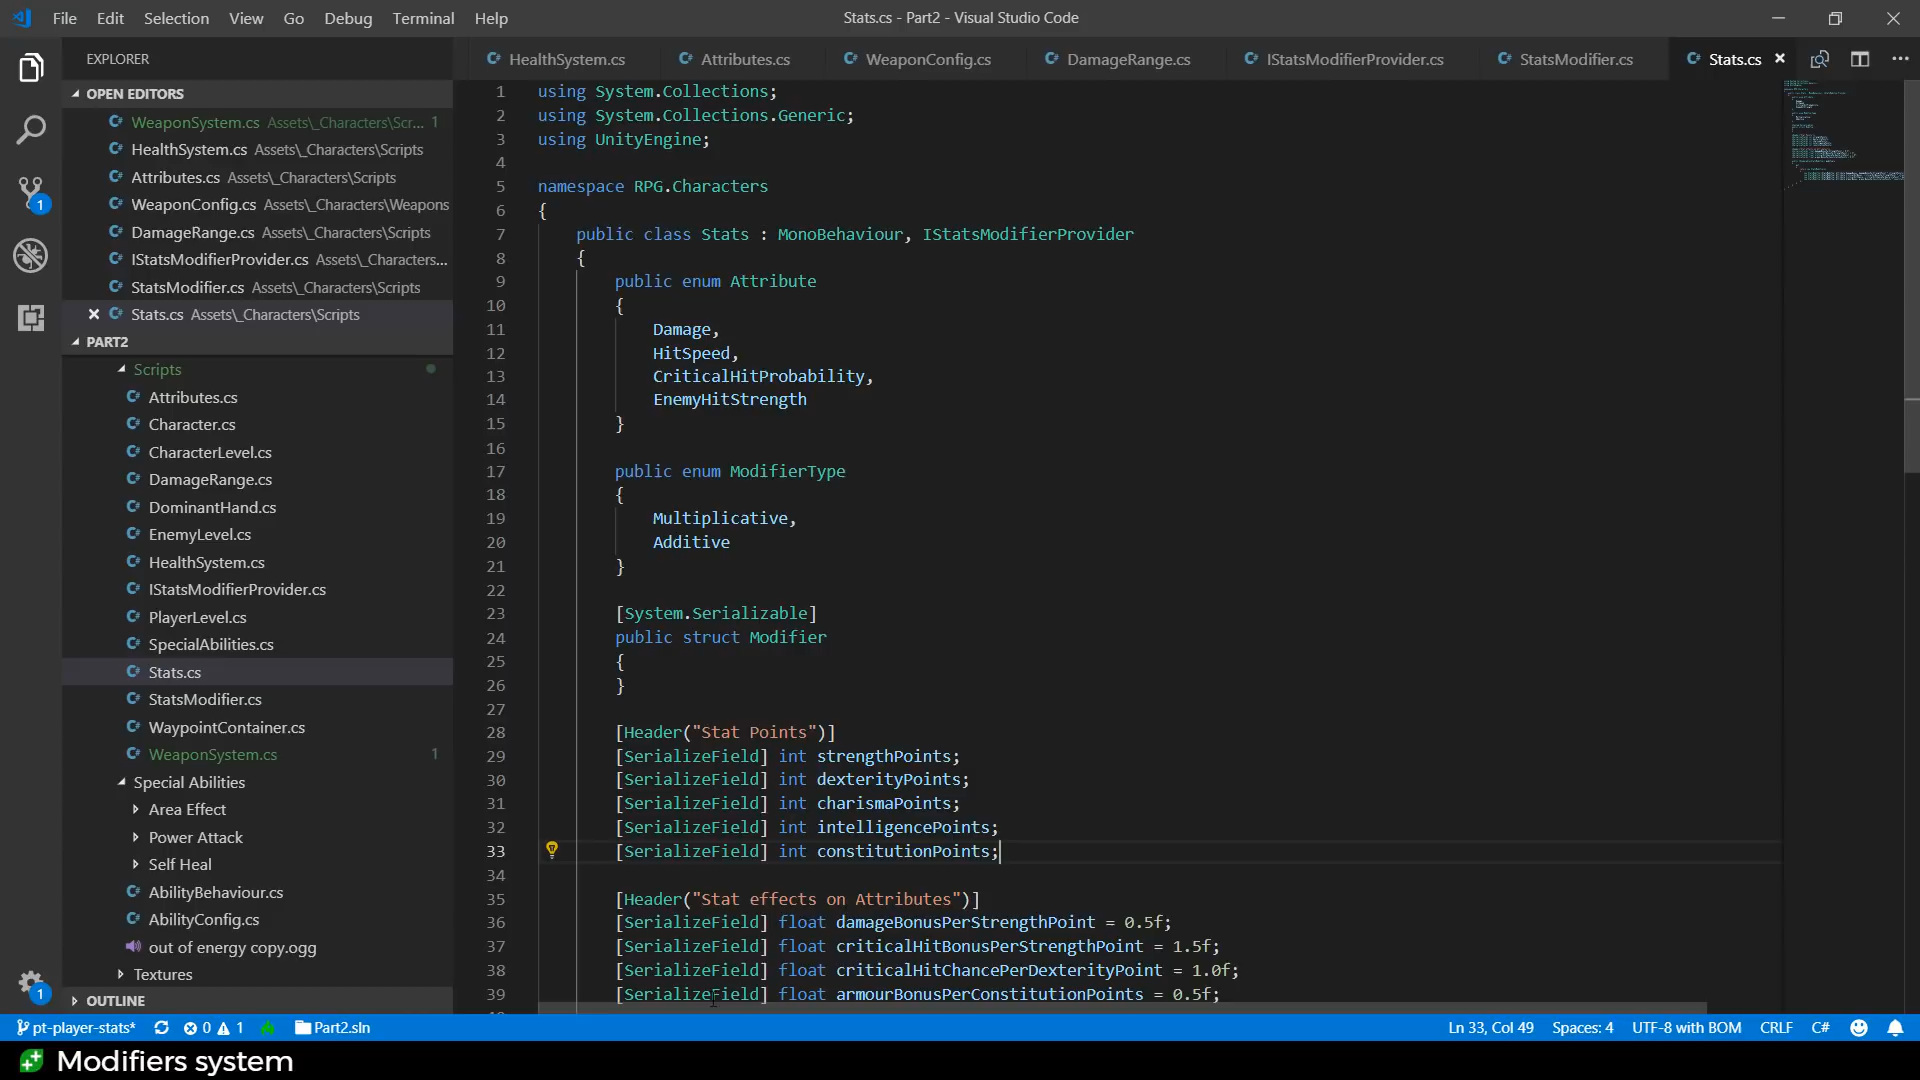 File Edit Selection View Go Debug Terminal Help
Stats.cs - Part2 - Visual Studio Code
EXPLORER
OPEN EDITORS
WeaponSystem.cs Assets\_Characters\Scr... 1
HealthSystem.cs Assets\_Characters\Scripts
Attributes.cs Assets\_Characters\Scripts
WeaponConfig.cs Assets\_Characters\Weapons
DamageRange.cs Assets\_Characters\Scripts
IStatsModifierProvider.cs Assets\_Characters...
StatsModifier.cs Assets\_Characters\Scripts
Stats.cs Assets\_Characters\Scripts
PART2
Scripts
Attributes.cs
Character.cs
CharacterLevel.cs
DamageRange.cs
DominantHand.cs
EnemyLevel.cs
HealthSystem.cs
IStatsModifierProvider.cs
PlayerLevel.cs
SpecialAbilities.cs
Stats.cs
StatsModifier.cs
WaypointContainer.cs
WeaponSystem.cs 1
Special Abilities
Area Effect
Power Attack
Self Heal
AbilityBehaviour.cs
AbilityConfig.cs
out of energy copy.ogg
Textures
OUTLINE
1
1
HealthSystem.cs Attributes.cs WeaponConfig.cs DamageRange.cs IStatsModifierProvider.cs StatsModifier.cs Stats.cs
1 using System.Collections;
2 using System.Collections.Generic;
3 using UnityEngine;
4
5 namespace RPG.Characters
6 {
7 public class Stats : MonoBehaviour, IStatsModifierProvider
8 {
9 public enum Attribute
10 {
11 Damage,
12 HitSpeed,
13 CriticalHitProbability,
14 EnemyHitStrength
15 }
16
17 public enum ModifierType
18 {
19 Multiplicative,
20 Additive
21 }
22
23 [System.Serializable]
24 public struct Modifier
25 {
26 }
27
28 [Header("Stat Points")]
29 [SerializeField] int strengthPoints;
30 [SerializeField] int dexterityPoints;
31 [SerializeField] int charismaPoints;
32 [SerializeField] int intelligencePoints;
33 [SerializeField] int constitutionPoints;
34
35 [Header("Stat effects on Attributes")]
36 [SerializeField] float damageBonusPerStrengthPoint = 0.5f;
37 [SerializeField] float criticalHitBonusPerStrengthPoint = 1.5f;
38 [SerializeField] float criticalHitChancePerDexterityPoint = 1.0f;
39 [SerializeField] float armourBonusPerConstitutionPoints = 0.5f;
pt-player-stats* 0 1 Part2.sln Ln 33, Col 49 Spaces: 4 UTF-8 with BOM CRLF C#
Modifiers system